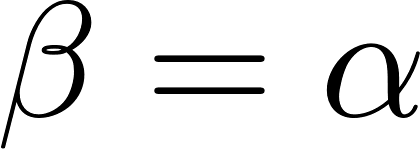 β = α